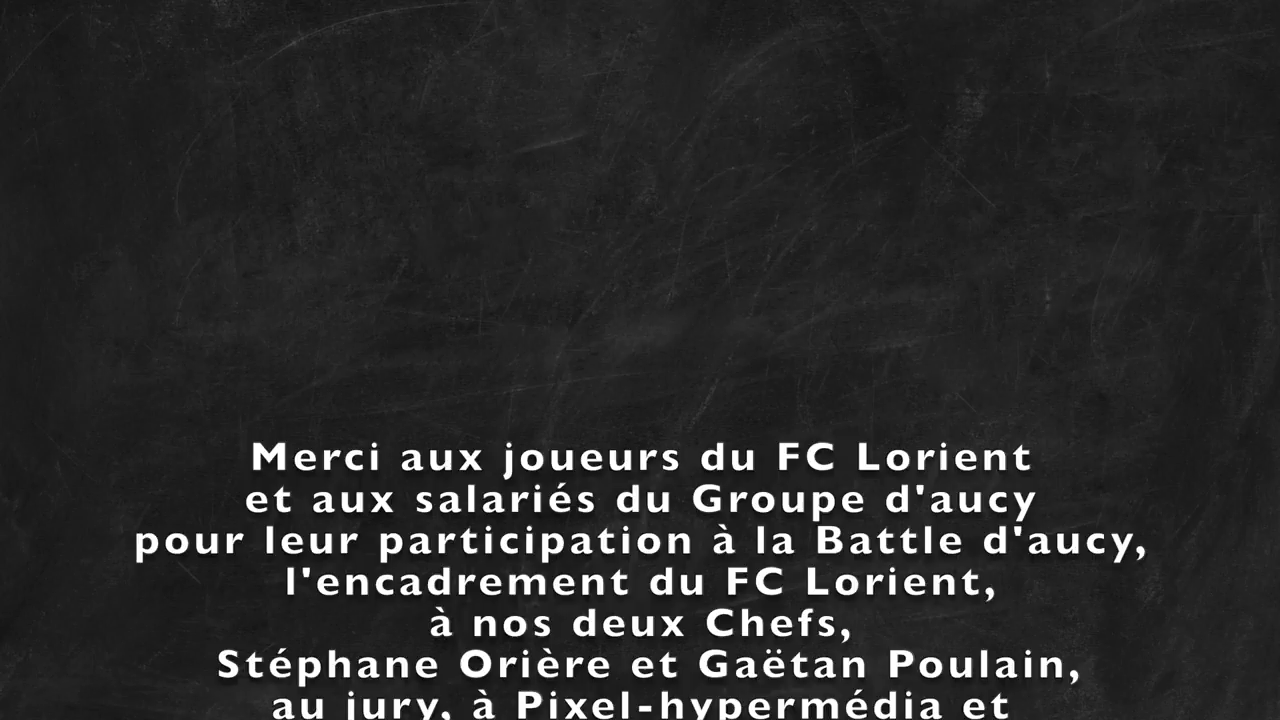 Merci aux joueurs du FC Lorient
et aux salariés du Groupe d'aucy
pour leur participation à la Battle d'aucy,
l'encadrement du FC Lorient,
à nos deux Chefs,
Stéphane Orière et Gaëtan Poulain,
au jury, à Pixel-hypermédia et